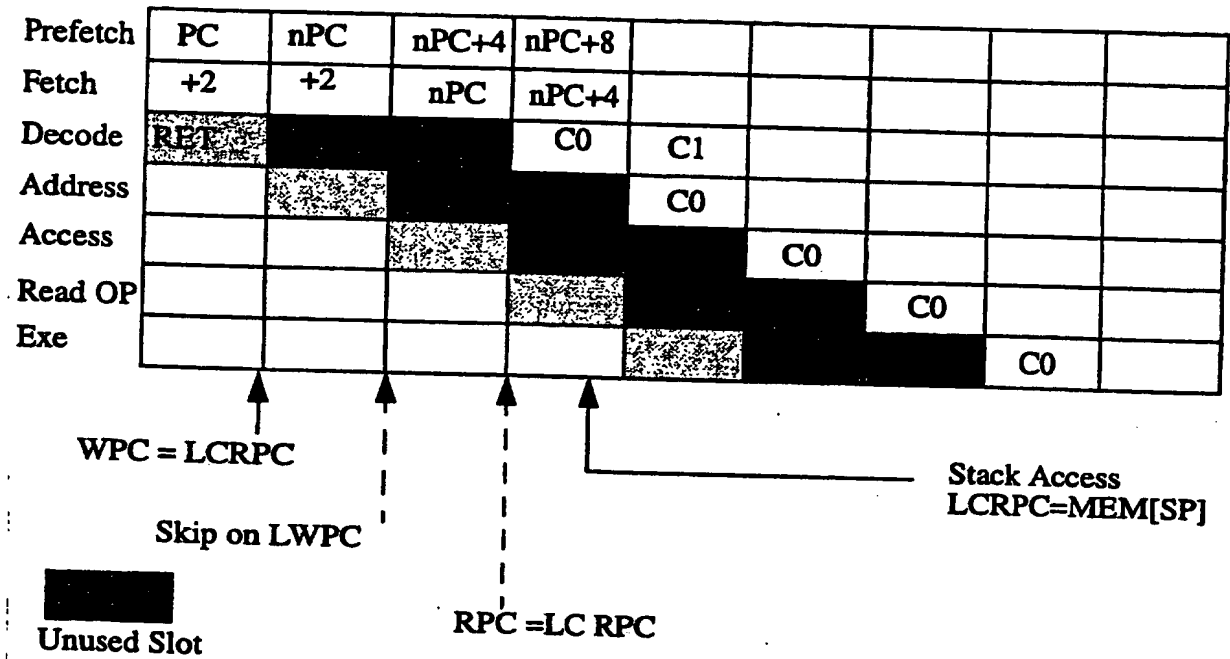 Prefetch PC nPC nPC+4 nPC+8
Fetch +2 +2 nPC nPC+4
Decode RET C0 C1
Address C0
Access C0
Read OP C0
Exe C0
WPC = LCRPC
Stack Access
LCRPC=MEM[SP]
Skip on LWPC
RPC =LC RPC
Unused Slot